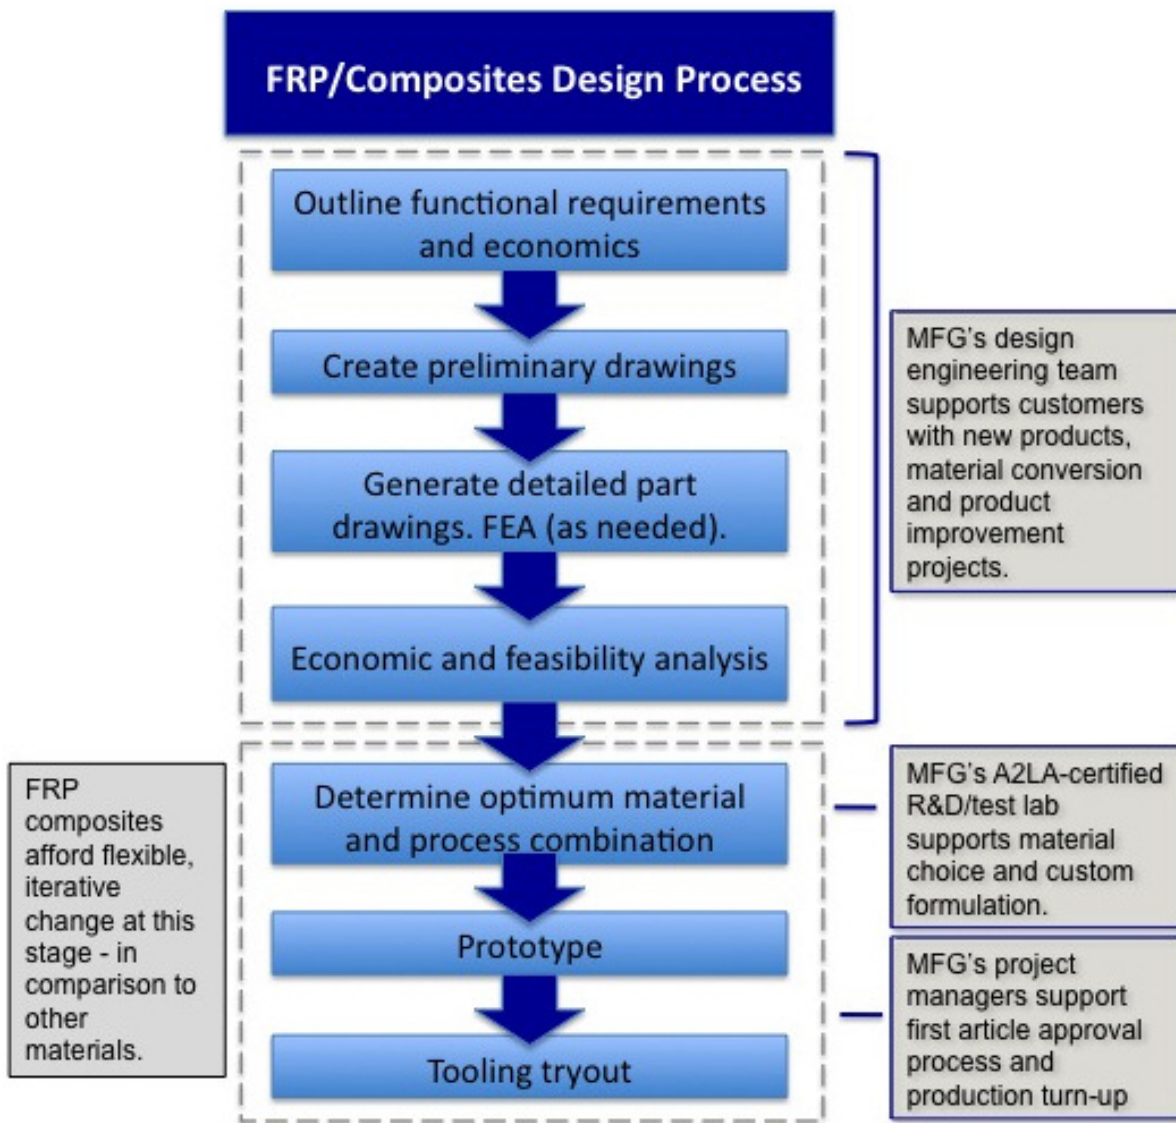 FRP/Composites Design Process
Outline functional requirements
and economics
Create preliminary drawings
Generate detailed part
drawings. FEA (as needed).
Economic and feasibility analysis
MFG's design
engineering team
supports customers
with new products,
material conversion
and product
improvement
projects.
Determine optimum material
and process combination
Prototype
Tooling tryout
FRP
composites
afford flexible,
iterative
change at this
stage - in
comparison to
other
materials.
MFG's A2LA-certified
R&D/test lab
supports material
choice and custom
formulation.
MFG's project
managers support
first article approval
process and
production turn-up